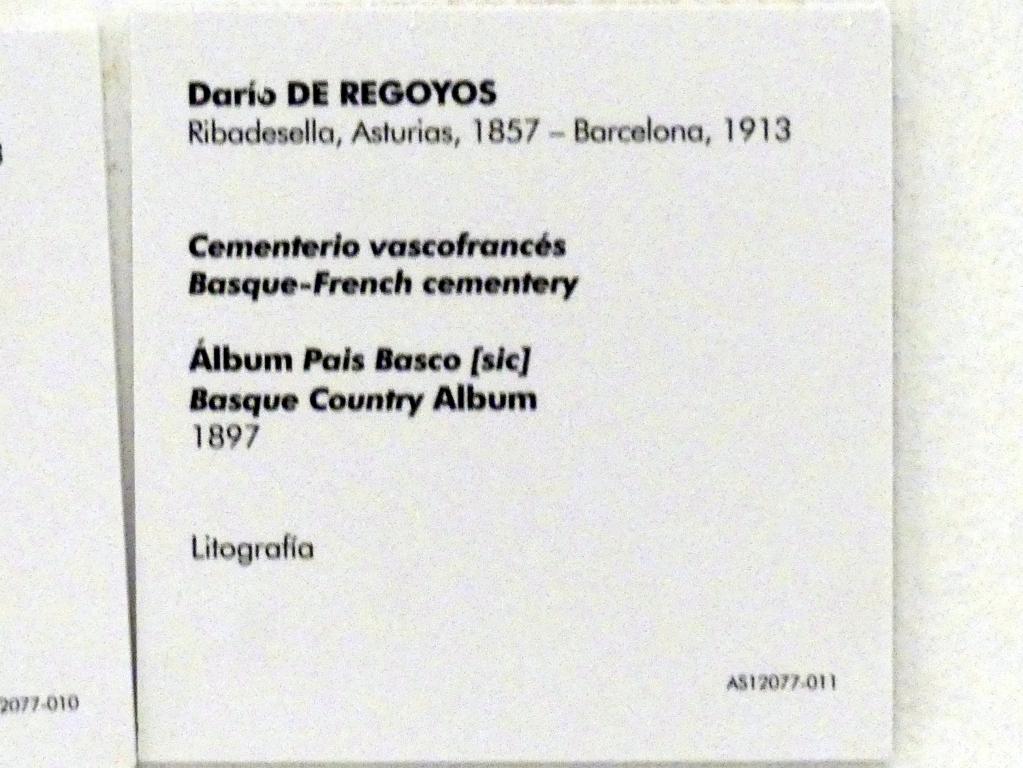 Darío DE REGOYOS
Ribadesella, Asturias, 1857 – Barcelona, 1913
Cementerio vascofrancés
Basque-French cementery
Álbum Pais Basco [sic]
Basque Country Album
1897
Litografía
AS12077-011
2077-010